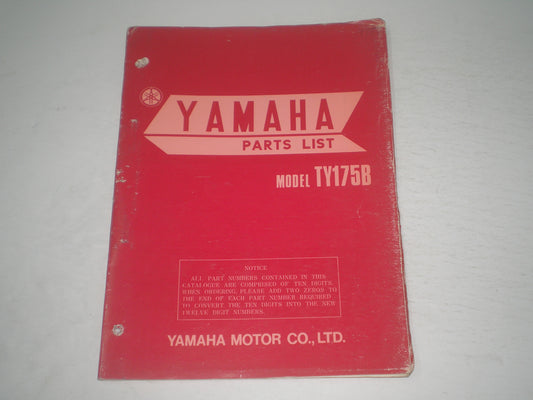 YAMAHA
PARTS LIST
MODEL TY175B
NOTICE
ALL PART NUMBERS CONTAINED IN THIS
CATALOGUE ARE COMPRISED OF TEN DIGITS.
WHEN ORDERING, PLEASE ADD TWO ZEROS TO
THE END OF EACH PART NUMBER REQUIRED
TO CONVERT THE TEN DIGITS INTO THE NEW
TWELVE DIGIT NUMBERS.
YAMAHA MOTOR CO., LTD.